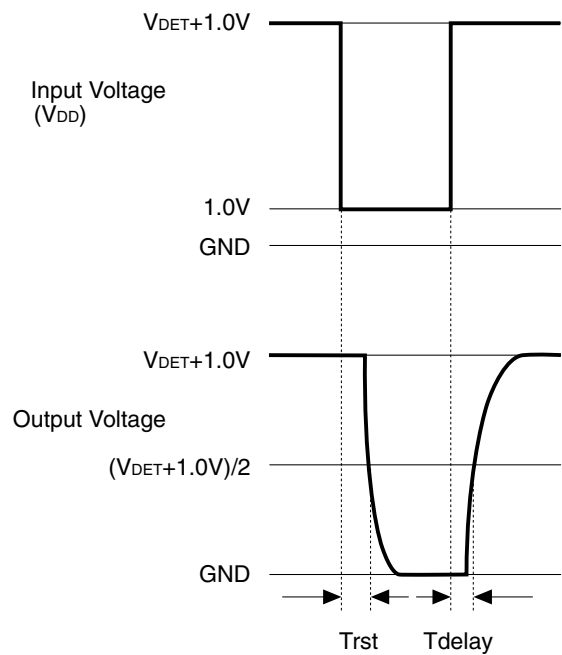 VDET+1.0V
Input Voltage
(VDD)
1.0V
GND
VDET+1.0V
Output Voltage
(VDET+1.0V)/2
GND
Trst Tdelay